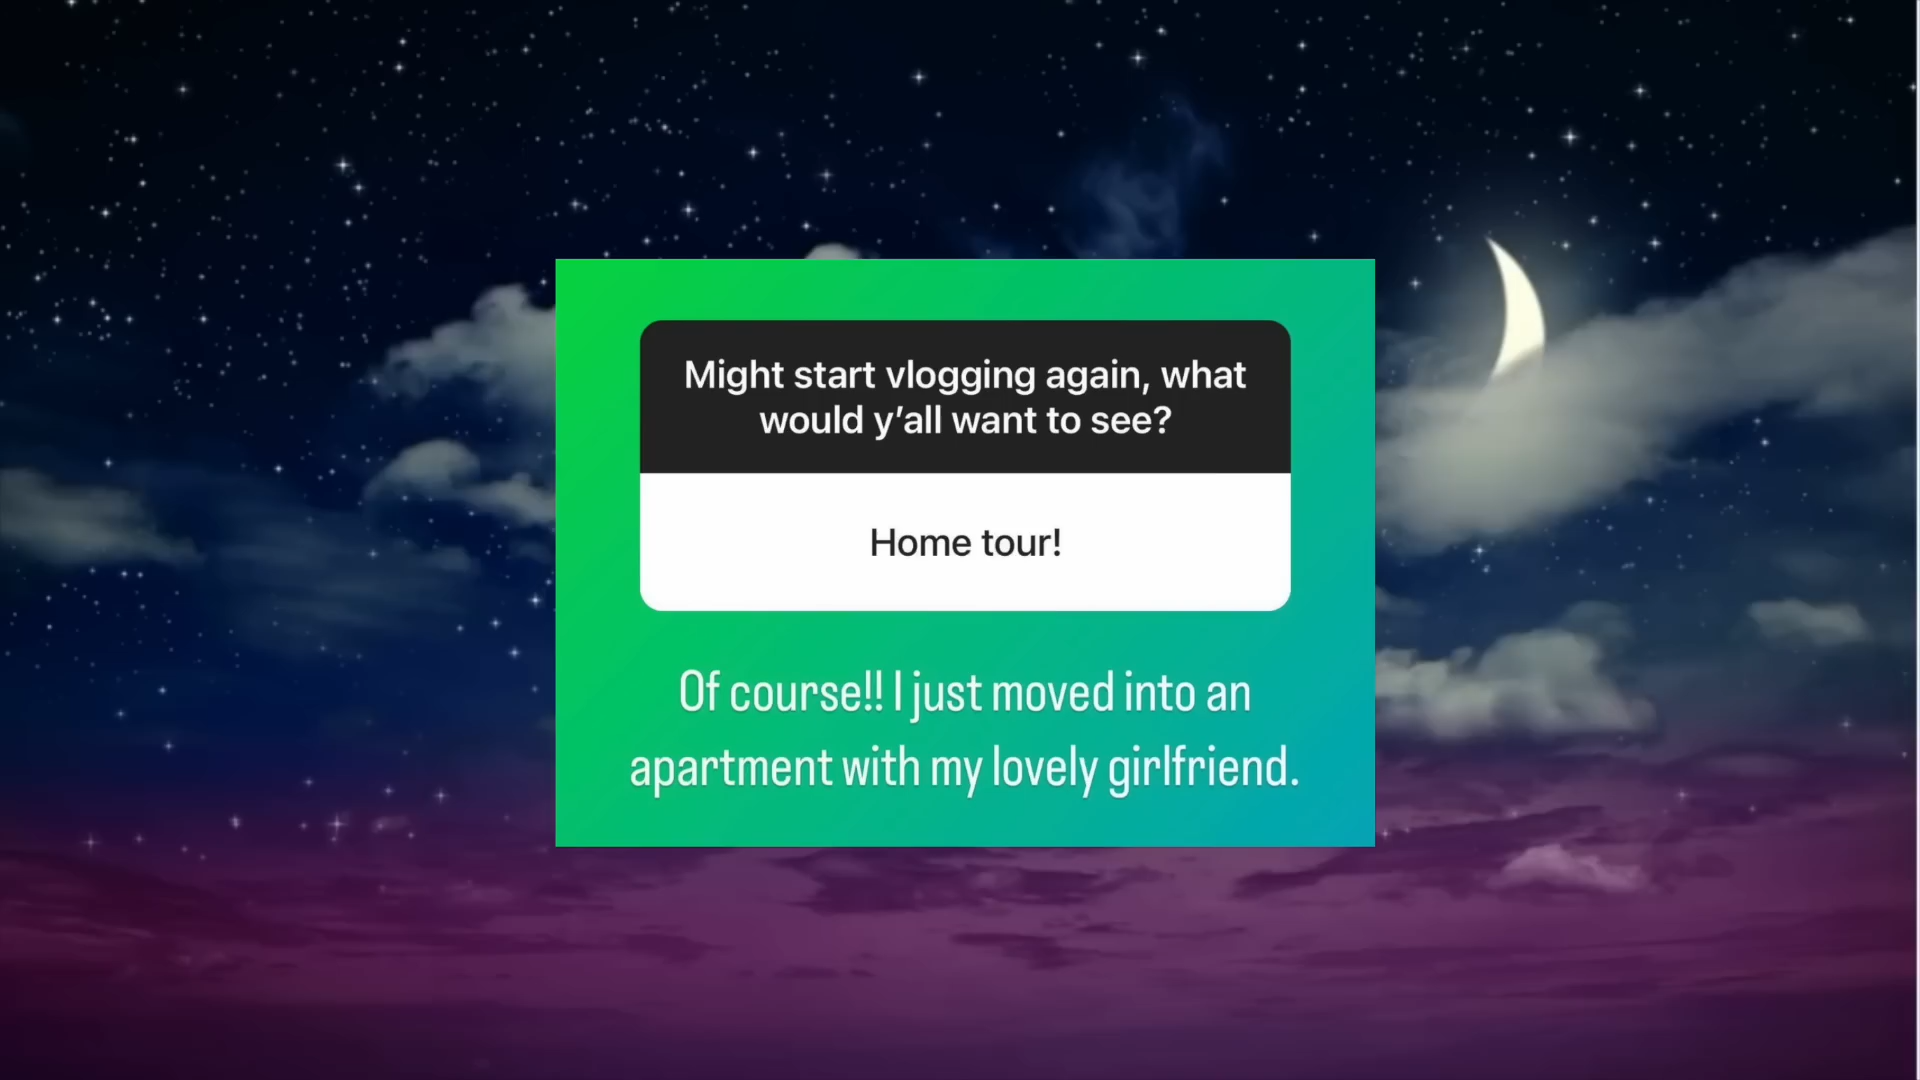 Might start vlogging again, what
would y’all want to see?
Home tour!
Of course!! I just moved into an
apartment with my lovely girlfriend.